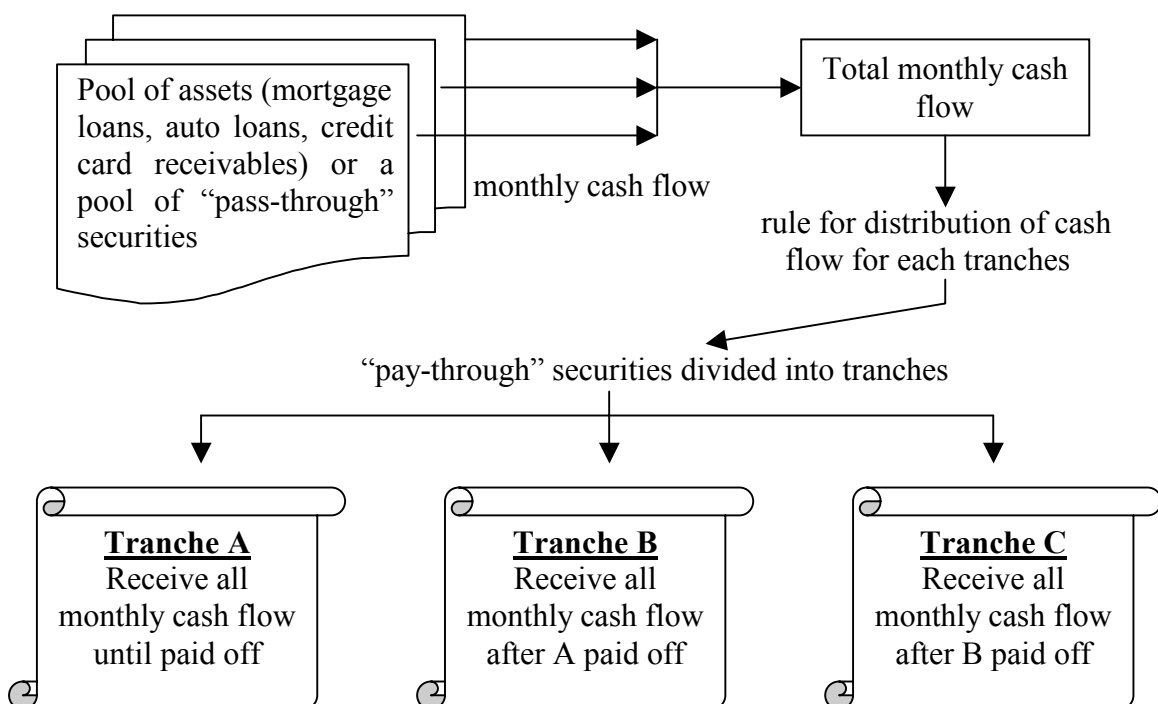 Pool of assets (mortgage
loans, auto loans, credit
card receivables) or a
pool of “pass-through”
securities
monthly cash flow
Total monthly cash
flow
rule for distribution of cash
flow for each tranches
“pay-through” securities divided into tranches
Tranche A
Receive all
monthly cash flow
until paid off
Tranche B
Receive all
monthly cash flow
after A paid off
Tranche C
Receive all
monthly cash flow
after B paid off